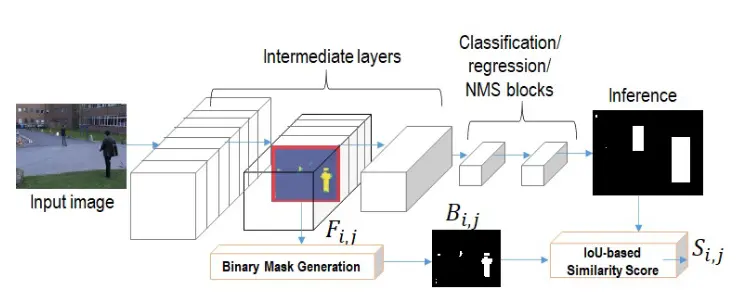 Classification/
regression/
NMS blocks
Intermediate layers
Inference
Input image
F_{i,j}
B_{i,j}
Binary Mask Generation
IoU-based
Similarity Score
S_{i,j}